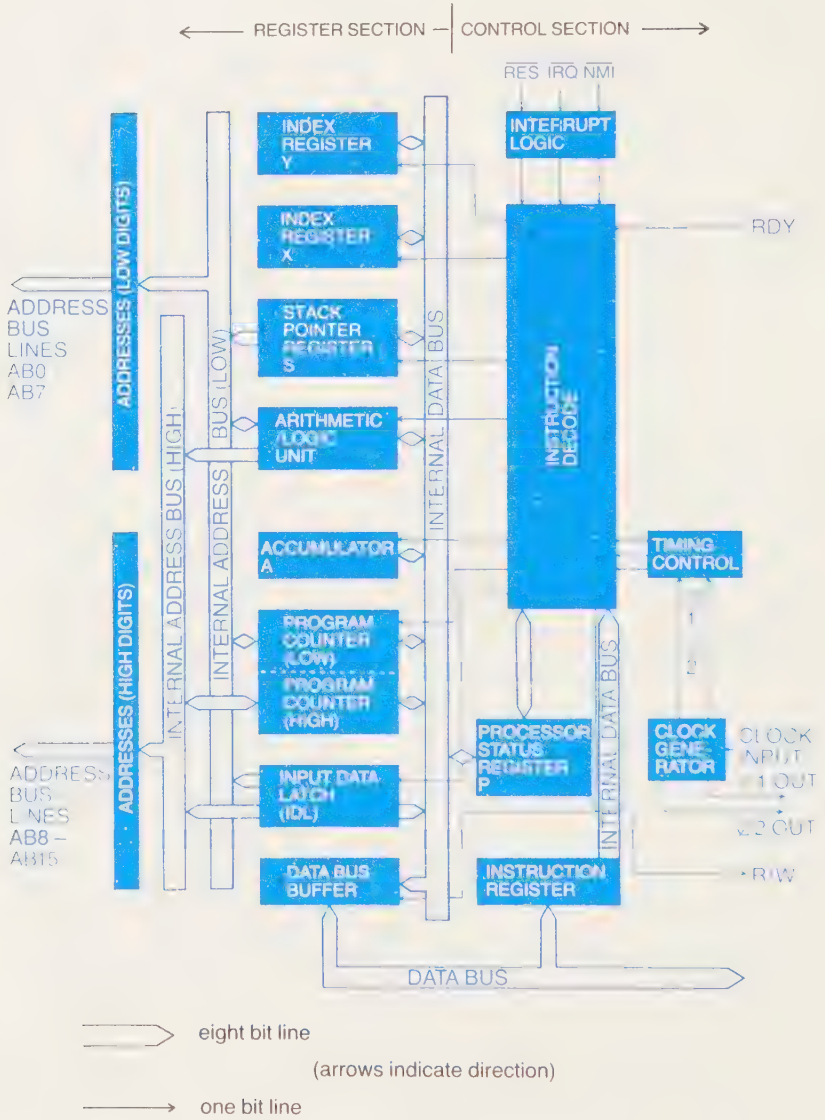 REGISTER SECTION
CONTROL SECTION
RES IRQ NMI
INDEX
REGISTER
Y
INTERRUPT
LOGIC
RDY
INDEX
REGISTER
X
STACK
POINTER
REGISTER
S
ARITHMETIC
/LOGIC
UNIT
ACCUMULATOR
A
PROGRAM
COUNTER
(LOW)
PROGRAM
COUNTER
(HIGH)
INPUT DATA
LATCH
(IDL)
DATA BUS
BUFFER
ADDRESSES (LOW DIGITS)
ADDRESSES (HIGH DIGITS)
ADDRESS
BUS
LINES
AB0
AB7
ADDRESS
BUS
LINES
AB8 –
AB15
INTERNAL ADDRESS BUS (HIGH)
INTERNAL ADDRESS BUS (LOW)
INTERNAL DATA BUS
INSTRUCTION
DECODE
TIMING
CONTROL
1
2
PROCESSOR
STATUS
REGISTER
P
INTERNAL DATA BUS
CLOCK
GENE-
RATOR
CLOCK
INPUT
1 OUT
2 OUT
R/W
INSTRUCTION
REGISTER
DATA BUS
eight bit line
(arrows indicate direction)
one bit line